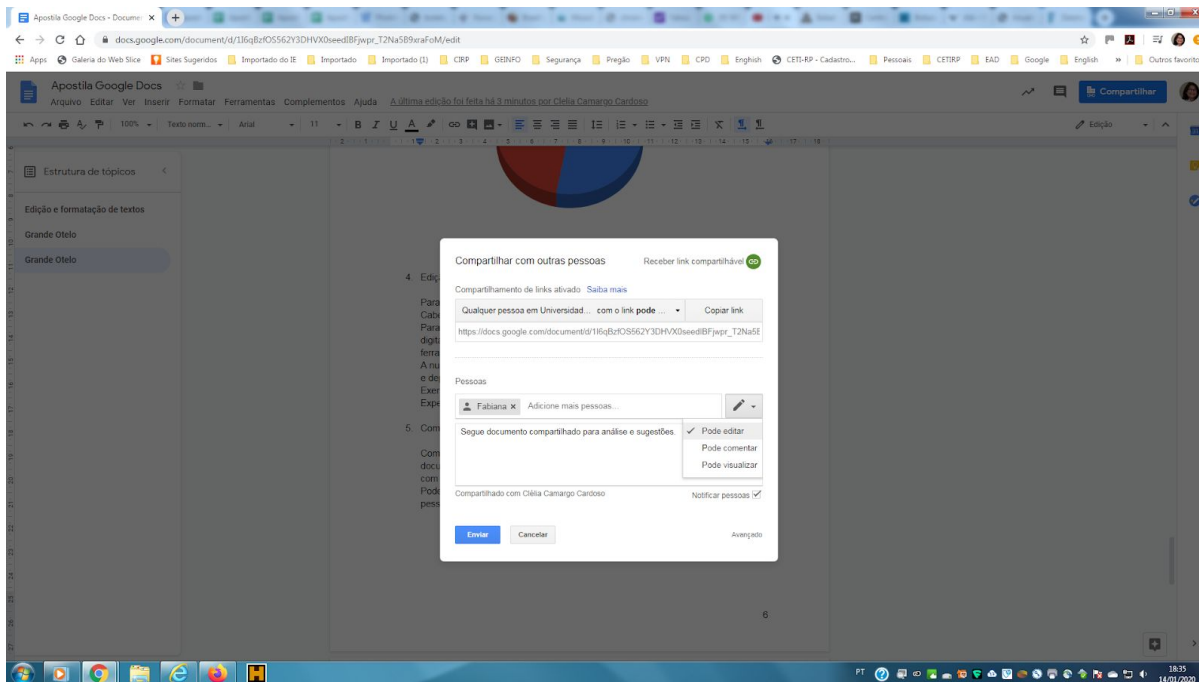 Apostila Google Docs - Documen
docs.google.com/document/d/1I6qBzfOS562Y3DHVX0seedIBFjwpr_T2Na5B9xraFoM/edit
Apps Galeria do Web Slice Sites Sugeridos Importado do IE Importado Importado (1) CIRP GEINFO Segurança Pregão VPN CPD Enghish CETI-RP - Cadastro... Pessoais CETIRP EAD Google English » Outros favorito
Apostila Google Docs
Compartilhar
Arquivo Editar Ver Inserir Formatar Ferramentas Complementos Ajuda A última edição foi feita há 3 minutos por Clelia Camargo Cardoso
100% Texto norm... Arial 11 B I U A Edição
Estrutura de tópicos
Edição e formatação de textos
Grande Otelo
Grande Otelo
Compartilhar com outras pessoas Receber link compartilhável
4. Ediç
Compartilhamento de links ativado Saiba mais
Para
Qualquer pessoa em Universidad... com o link pode ... Copiar link
Cabe
Para
https://docs.google.com/document/d/1I6qBzfOS562Y3DHVX0seedIBFjwpr_T2Na5E
digita
ferra
A nu
e de
Pessoas
Exer
Expe
Fabiana × Adicione mais pessoas...
5. Com
Segue documento compartilhado para análise e sugestões.
Pode editar
Pode comentar
Pode visualizar
Com
docu
com
Pode
pess
Compartilhado com Clélia Camargo Cardoso Notificar pessoas
Enviar Cancelar Avançado
6
PT
18:35
14/01/2020